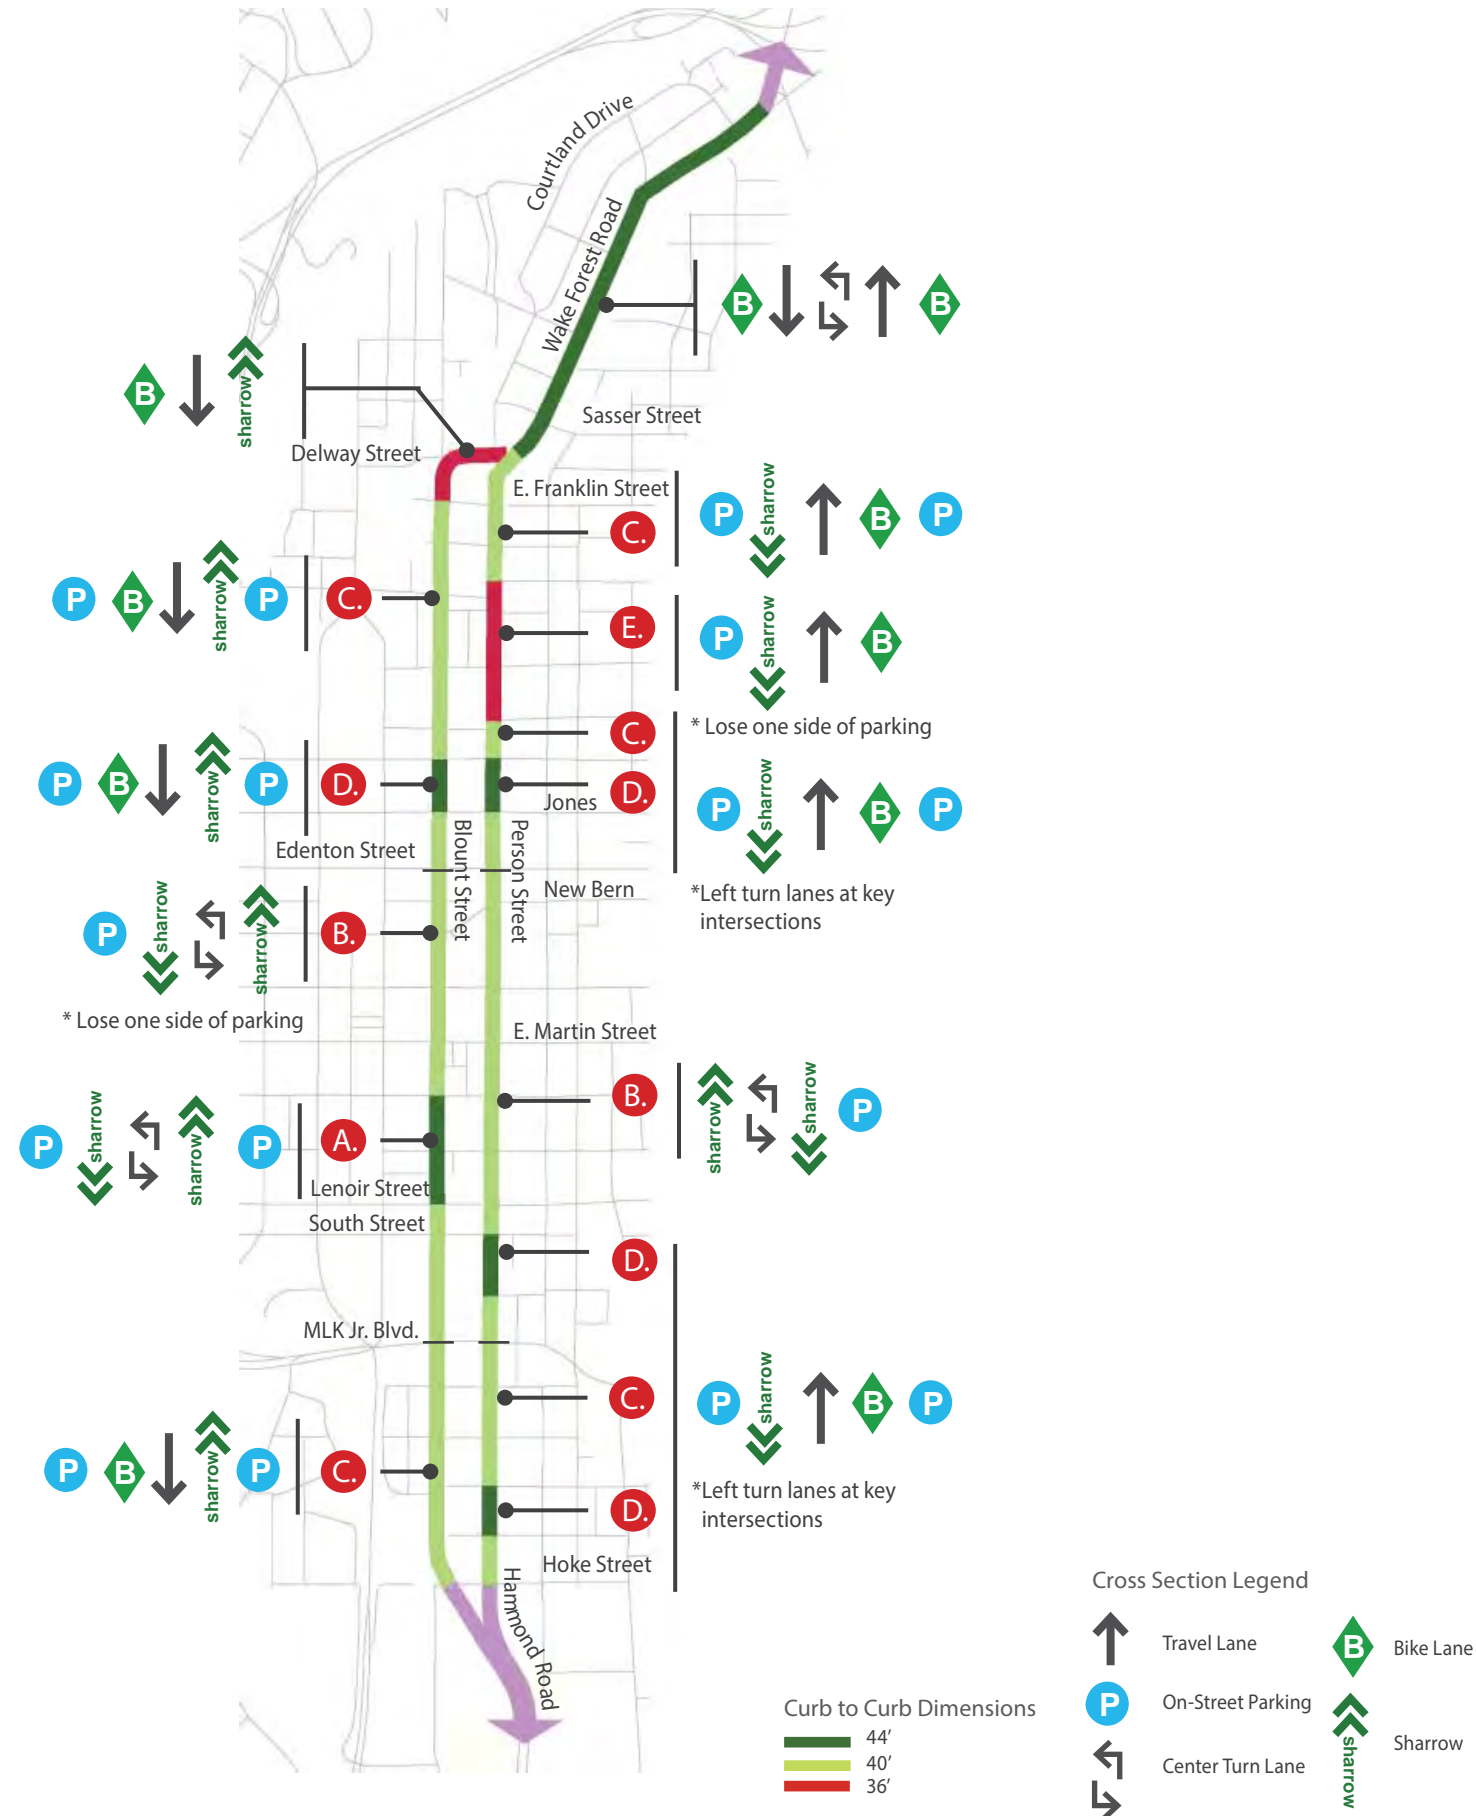 Courtland Drive
Wake Forest Road
B
B
B
sharrow
Sasser Street
Delway Street
E. Franklin Street
C.
P
sharrow
B
P
P
B
sharrow
P
C.
E.
P
sharrow
B
* Lose one side of parking
C.
P
B
sharrow
P
D.
Jones
D.
P
sharrow
B
P
Edenton Street
Blount Street
Person Street
New Bern
*Left turn lanes at key
intersections
P
sharrow
sharrow
B.
* Lose one side of parking
E. Martin Street
B.
sharrow
sharrow
P
P
sharrow
sharrow
P
A.
Lenoir Street
South Street
D.
MLK Jr. Blvd.
C.
P
sharrow
B
P
P
B
sharrow
P
C.
*Left turn lanes at key
intersections
D.
Hoke Street
Hammond Road
Cross Section Legend
Travel Lane
B
Bike Lane
P
On-Street Parking
sharrow
Sharrow
Center Turn Lane
Curb to Curb Dimensions
44’
40’
36’